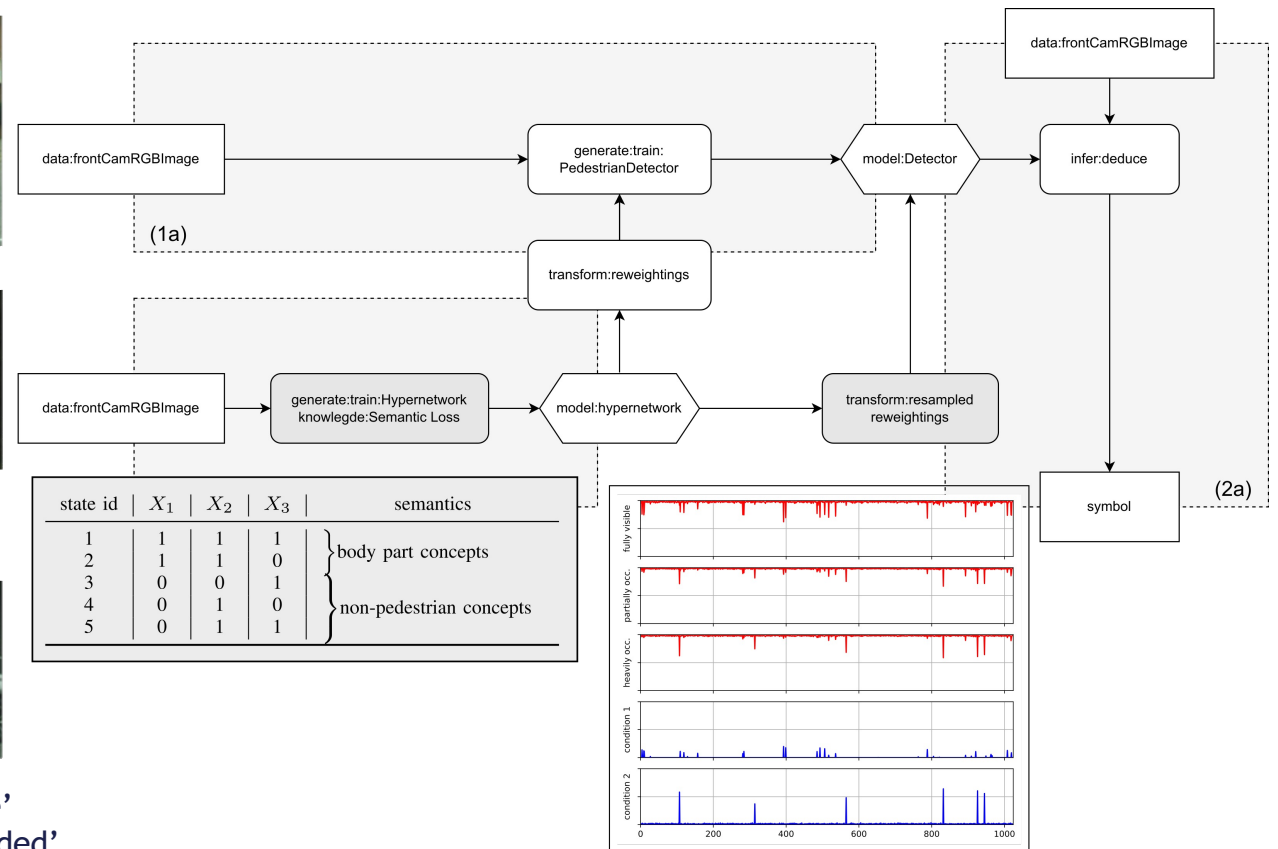 data:frontCamRGBImage
data:frontCamRGBImage
generate:train:
PedestrianDetector
model:Detector
infer:deduce
(1a)
transform:reweightings
data:frontCamRGBImage
generate:train:Hypernetwork
knowlegde:Semantic Loss
model:hypernetwork
transform:resampled
reweightings
symbol
(2a)
state id X1 X2 X3 semantics
1 1 1 1
2 1 1 0
body part concepts
3 0 0 1
4 0 1 0
5 0 1 1
non-pedestrian concepts
fully visible
partially occ.
heavily occ.
condition 1
condition 2
0 200 400 600 800 1000
ded'